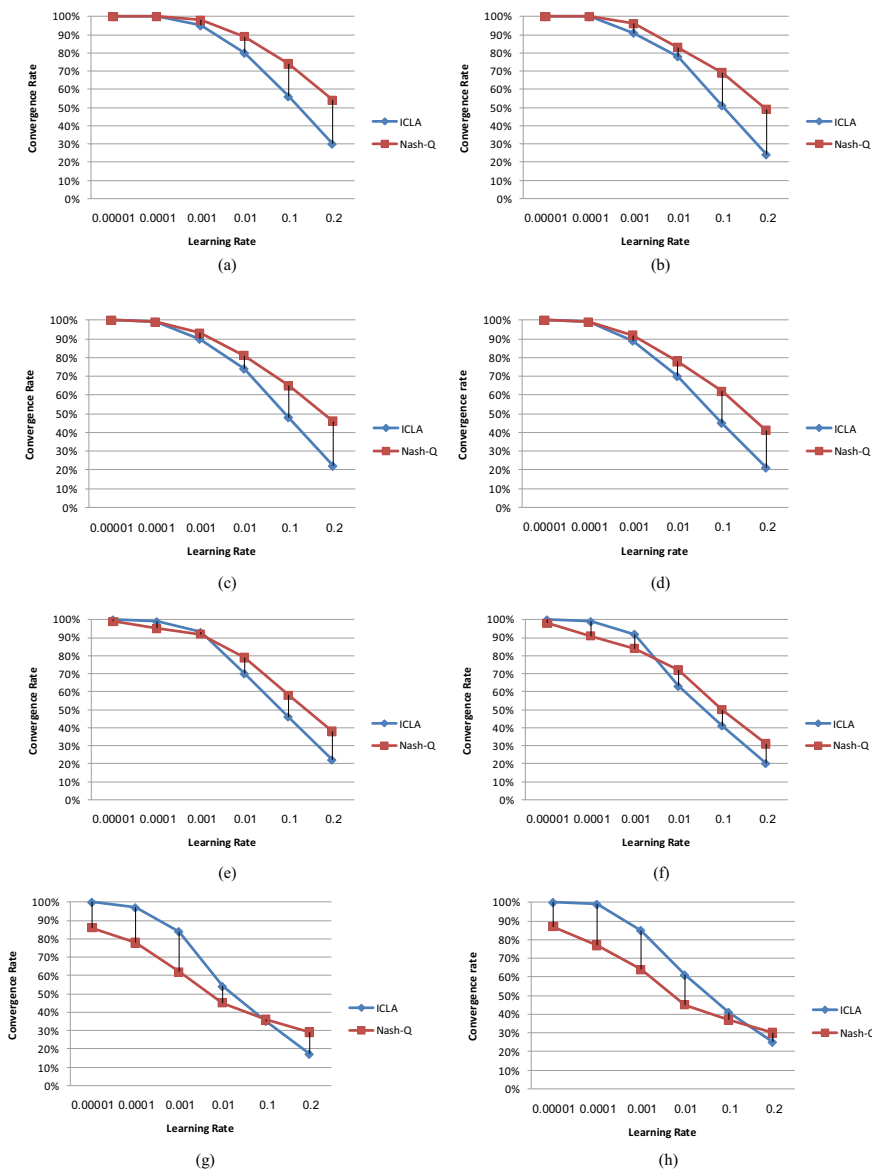 100%
90%
80%
70%
60%
50%
40%
30%
20%
10%
0%
Convergence Rate
0.00001 0.0001 0.001 0.01 0.1 0.2
Learning Rate
ICLA
Nash-Q
(a)
100%
90%
80%
70%
60%
50%
40%
30%
20%
10%
0%
Convergence Rate
0.00001 0.0001 0.001 0.01 0.1 0.2
Learning Rate
ICLA
Nash-Q
(b)
100%
90%
80%
70%
60%
50%
40%
30%
20%
10%
0%
Convergence Rate
0.00001 0.0001 0.001 0.01 0.1 0.2
Learning Rate
ICLA
Nash-Q
(c)
100%
90%
80%
70%
60%
50%
40%
30%
20%
10%
0%
Convergence rate
0.00001 0.0001 0.001 0.01 0.1 0.2
Learning rate
ICLA
Nash-Q
(d)
100%
90%
80%
70%
60%
50%
40%
30%
20%
10%
0%
Convergence Rate
0.00001 0.0001 0.001 0.01 0.1 0.2
Learning Rate
ICLA
Nash-Q
(e)
100%
90%
80%
70%
60%
50%
40%
30%
20%
10%
0%
Convergence Rate
0.00001 0.0001 0.001 0.01 0.1 0.2
Learning Rate
ICLA
Nash-Q
(f)
100%
90%
80%
70%
60%
50%
40%
30%
20%
10%
0%
Convergence Rate
0.00001 0.0001 0.001 0.01 0.1 0.2
Learning Rate
ICLA
Nash-Q
(g)
100%
90%
80%
70%
60%
50%
40%
30%
20%
10%
0%
Convergence Rate
0.00001 0.0001 0.001 0.01 0.1 0.2
Learning Rate
ICLA
Nash-Q
(h)